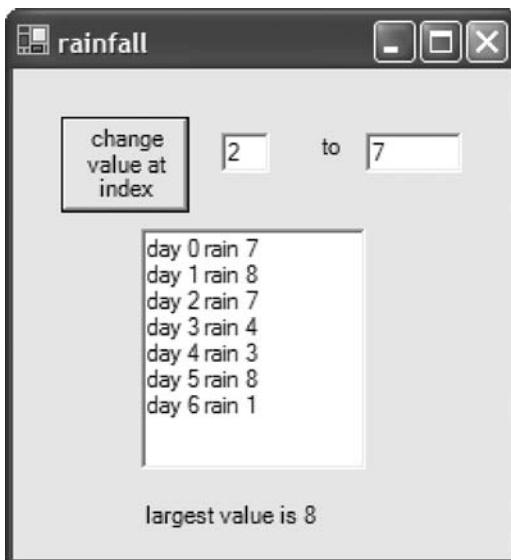 rainfall
change
value at
index
2
to
7
day 0 rain 7
day 1 rain 8
day 2 rain 7
day 3 rain 4
day 4 rain 3
day 5 rain 8
day 6 rain 1
largest value is 8